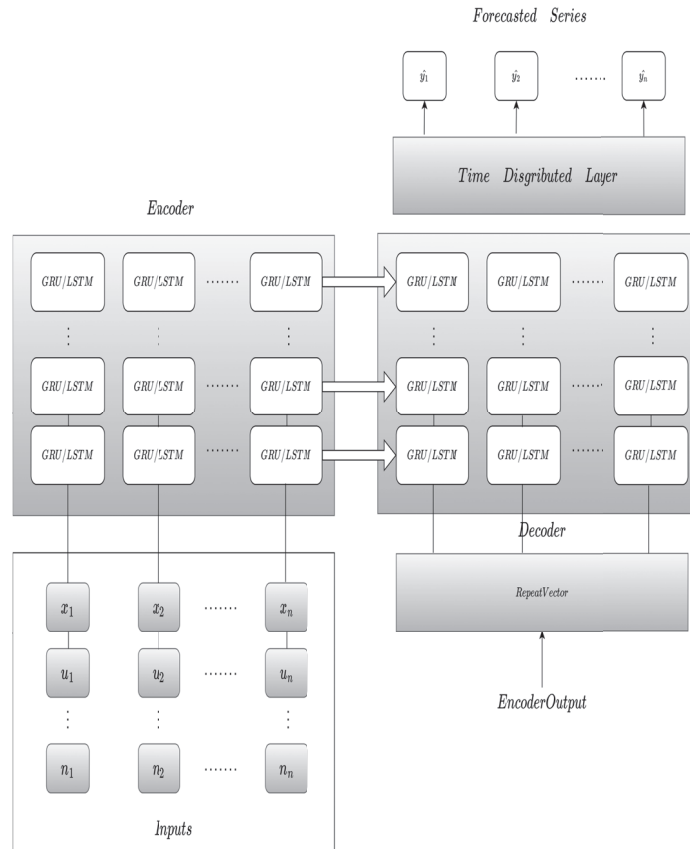 Forecasted Series
ŷ1 ŷ2 ....... ŷn
Time Disgributed Layer
Encoder
GRU/LSTM GRU/LSTM ....... GRU/LSTM GRU/LSTM GRU/LSTM ....... GRU/LSTM
GRU/LSTM GRU/LSTM ....... GRU/LSTM GRU/LSTM GRU/LSTM ....... GRU/LSTM
GRU/LSTM GRU/LSTM ....... GRU/LSTM GRU/LSTM GRU/LSTM ....... GRU/LSTM
Decoder
x1 x2 ....... xn
RepeatVector
u1 u2 ....... un
EncoderOutput
n1 n2 ....... nn
Inputs